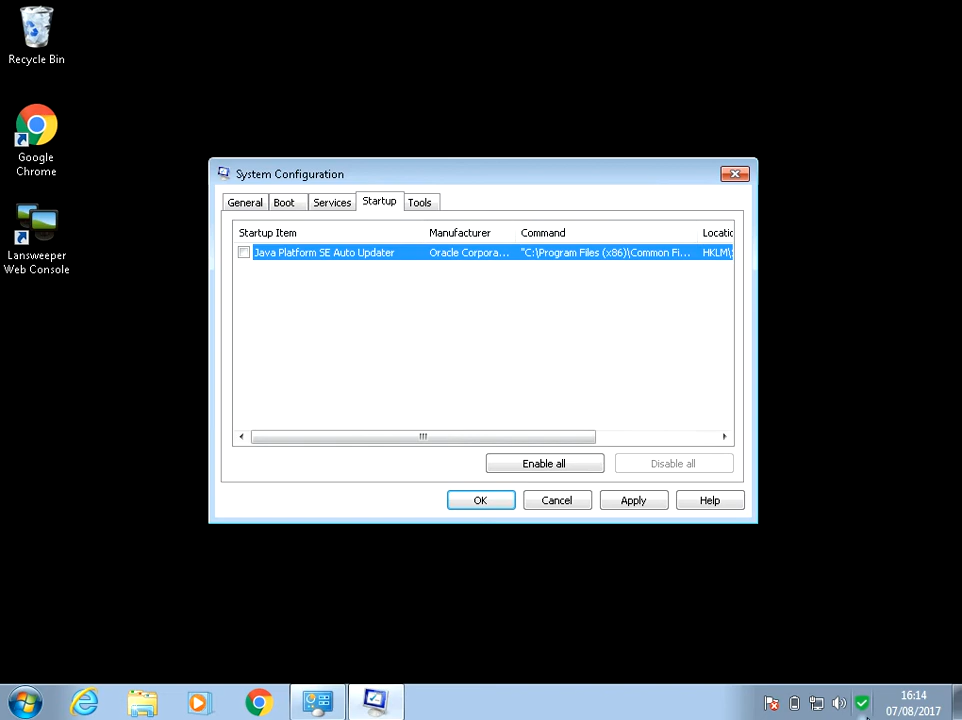 Recycle Bin
Google
Chrome
Lansweeper
Web Console
System Configuration
General Boot Services Startup Tools
Startup Item Manufacturer Command Locatic
Java Platform SE Auto Updater Oracle Corpora... "C:\Program Files (x86)\Common Fi... HKLM\
Enable all Disable all
OK Cancel Apply Help
16:14
07/08/2017